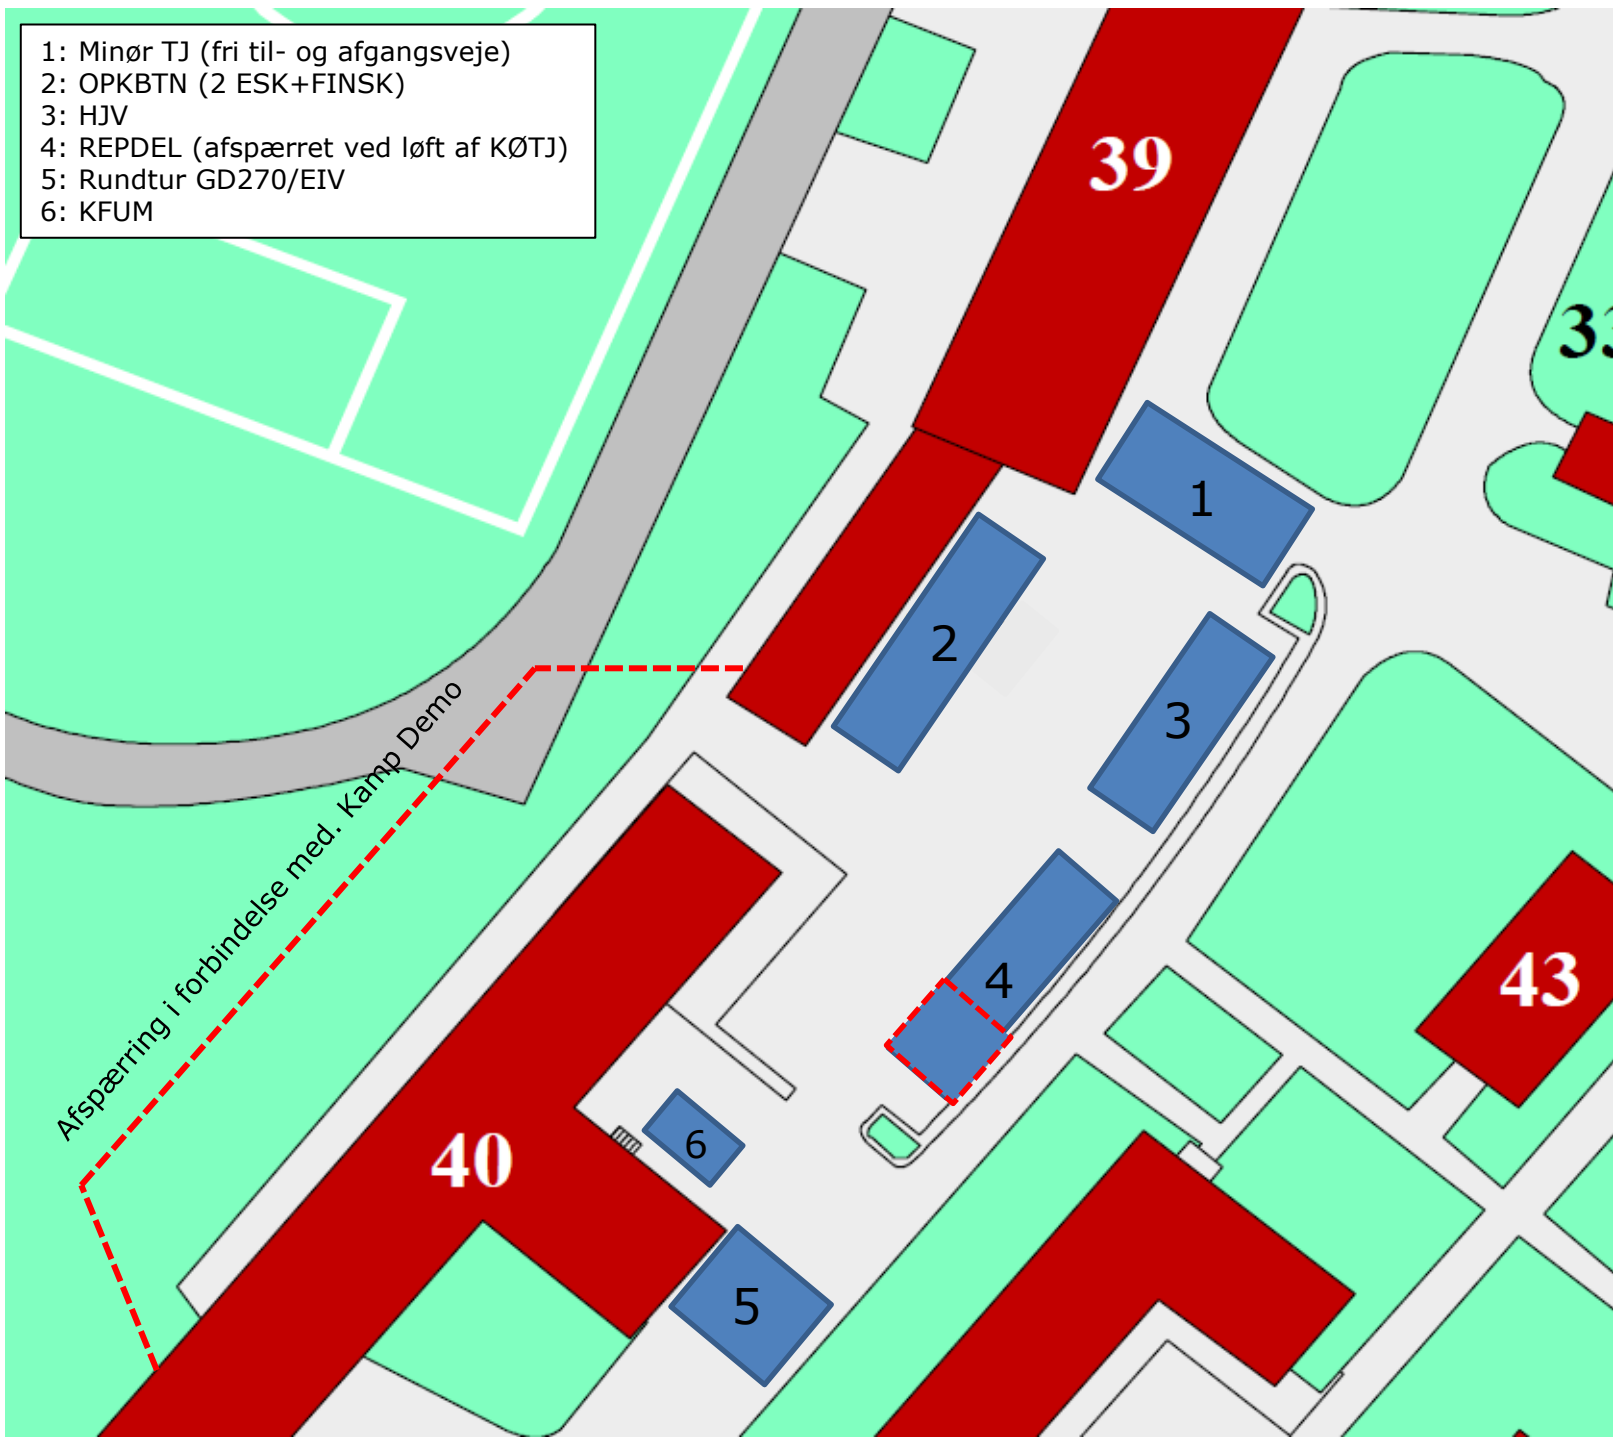 1: Minør TJ (fri til- og afgangsveje)
2: OPKBTN (2 ESK+FINSK)
3: HJV
4: REPDEL (afspærret ved løft af KØTJ)
5: Rundtur GD270/EIV
6: KFUM
39
1
2
3
Afspærring i forbindelse med. Kamp Demo
4
43
6
40
5